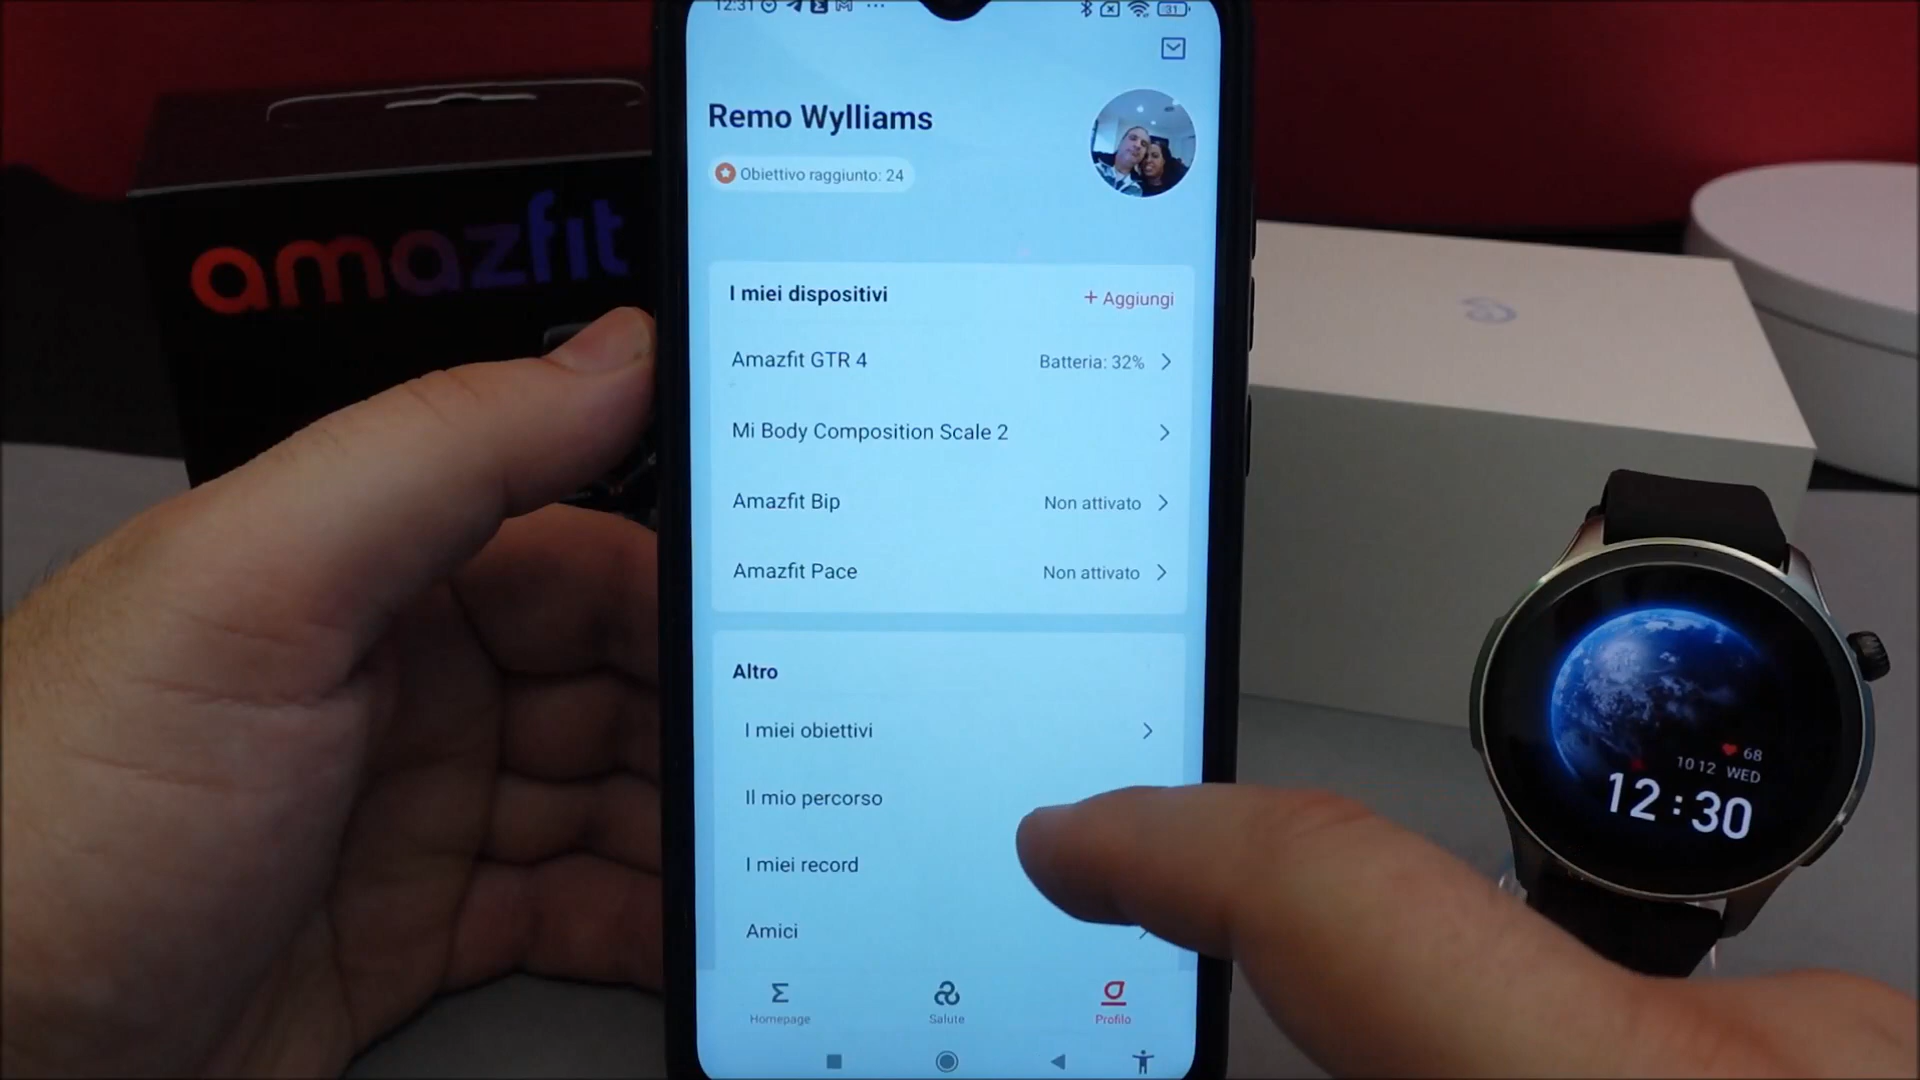 12:31
31
Remo Wylliams
Obiettivo raggiunto: 24
amazfit
I miei dispositivi
+ Aggiungi
Amazfit GTR 4
Batteria: 32%
Mi Body Composition Scale 2
Amazfit Bip
Non attivato
Amazfit Pace
Non attivato
Altro
I miei obiettivi
Il mio percorso
I miei record
Amici
Homepage
Salute
Profilo
68
10 12 WED
12:30